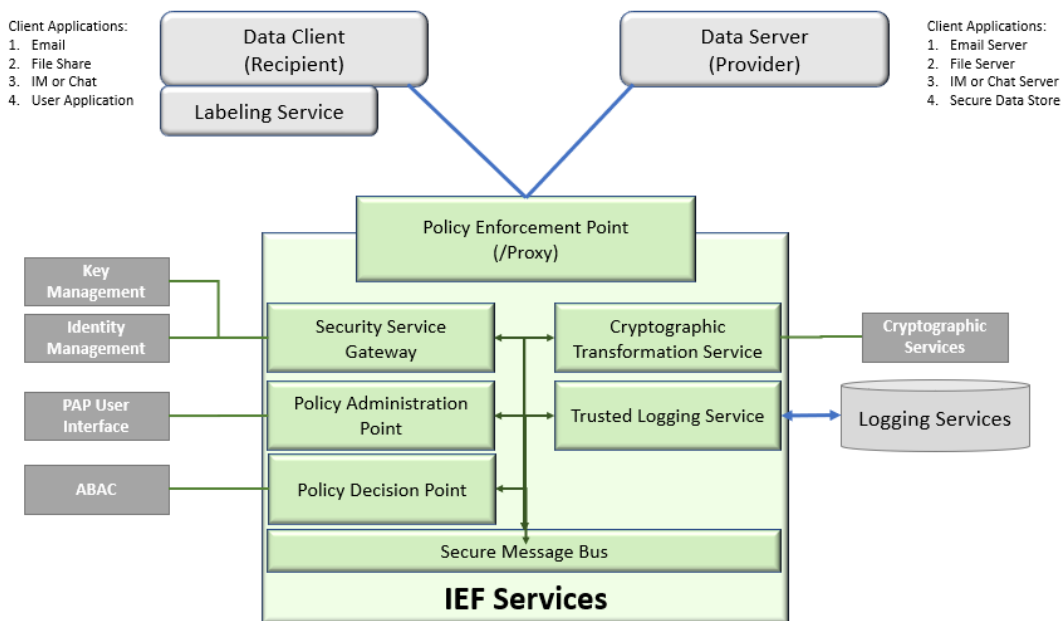 Client Applications:
1. Email
2. File Share
3. IM or Chat
4. User Application
Data Client
(Recipient)
Labeling Service
Data Server
(Provider)
Client Applications:
1. Email Server
2. File Server
3. IM or Chat Server
4. Secure Data Store
Policy Enforcement Point
(/Proxy)
Key
Management
Identity
Management
PAP User
Interface
ABAC
Security Service
Gateway
Policy Administration
Point
Policy Decision Point
Cryptographic
Transformation Service
Trusted Logging Service
Cryptographic
Services
Logging Services
Secure Message Bus
IEF Services